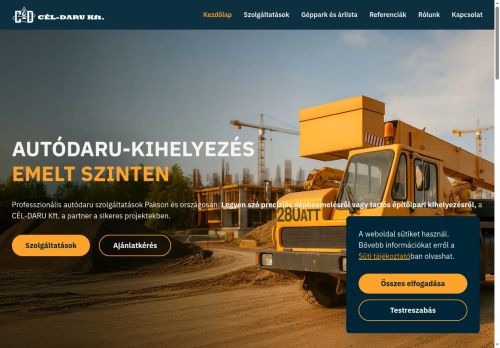 CÉL-DARU Kft.
Kezdőlap
Szolgáltatások
Géppark és árlista
Referenciák
Rólunk
Kapcsolat
AUTÓDARU-KIHELYEZÉS
EMELT SZINTEN
Professzionális autódaru szolgáltatások Pakson és országosan. Legyen szó precíziós gépbeemelésről vagy tartós építőipari kihelyezésről, a
CÉL-DARU Kft. a partner a sikeres projektekben.
Szolgáltatások
Ajánlatkérés
280ATT
A weboldal sütiket használ.
Bővebb információkat erről a
Süti tájékoztatóban olvashat.
Összes elfogadása
Testreszabás